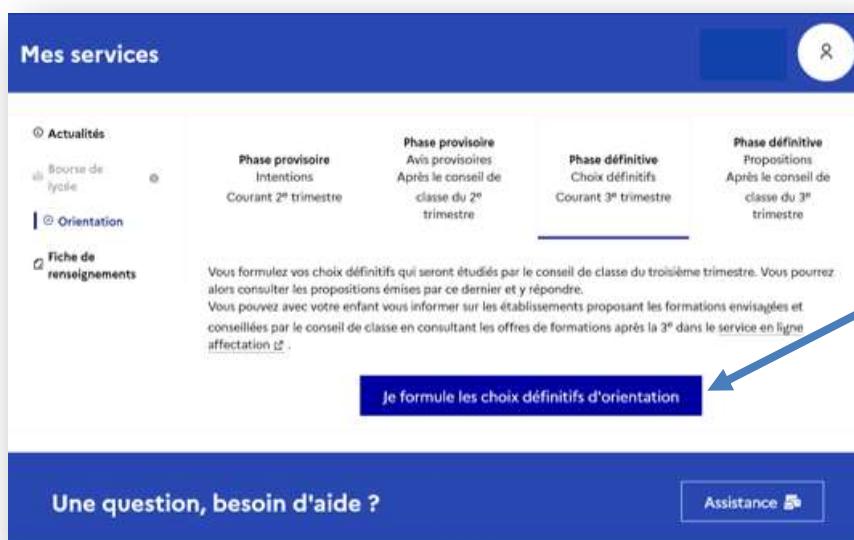 Mes services
Actualités
Bourse de
lycée
Orientation
Fiche de
renseignements
Phase provisoire
Intentions
Courant 2e trimestre
Phase provisoire
Avis provisoires
Après le conseil de
classe du 2e
trimestre
Phase définitive
Choix définitifs
Courant 3e trimestre
Phase définitive
Propositions
Après le conseil de
classe du 3e
trimestre
Vous formulez vos choix définitifs qui seront étudiés par le conseil de classe du troisième trimestre. Vous pourrez
alors consulter les propositions émises par ce dernier et y répondre.
Vous pouvez avec votre enfant vous informer sur les établissements proposant les formations envisagées et
conseillées par le conseil de classe en consultant les offres de formations après la 3e dans le service en ligne
affectation .
Je formule les choix définitifs d'orientation
Une question, besoin d'aide ?
Assistance